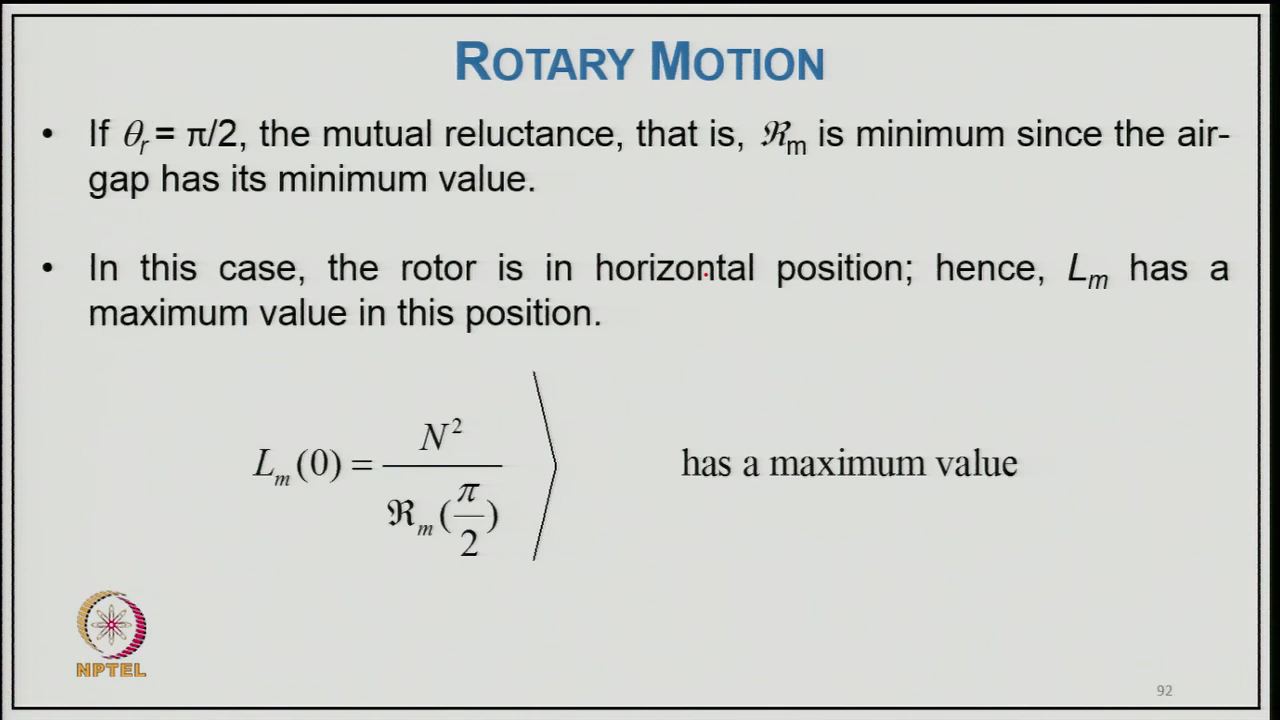 ROTARY MOTION
• If θr = π/2, the mutual reluctance, that is, ℜm is minimum since the air-
gap has its minimum value.
• In this case, the rotor is in horizontal position; hence, Lm has a
maximum value in this position.
Lm(0) = N² / ℜm(π/2) has a maximum value
NPTEL
92